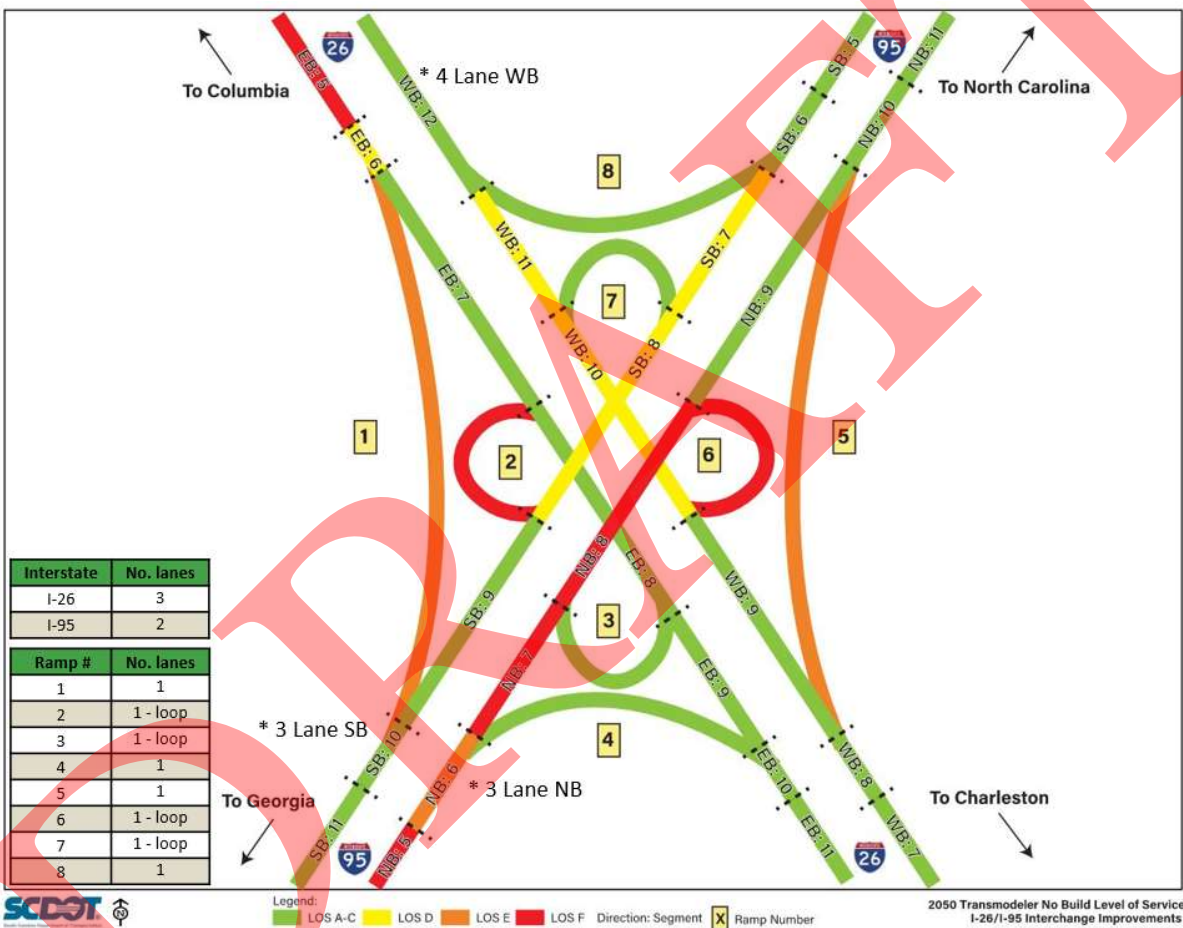 26
95
EB: 5
* 4 Lane WB
SB: 5
NB: 11
To Columbia
To North Carolina
WB: 12
EB: 6
SB: 6
NB: 10
8
WB: 11
SB: 7
EB: 7
7
NB: 9
WB: 10
SB: 8
1
2
6
5
NB: 8
EB: 8
WB: 9
SB: 9
3
NB: 7
EB: 9
Interstate No. lanes
I-26 3
I-95 2
Ramp # No. lanes
1 1
2 1 - loop
3 1 - loop
4 1
5 1
6 1 - loop
7 1 - loop
8 1
* 3 Lane SB
SB: 10
4
NB: 6
* 3 Lane NB
EB: 10
WB: 8
To Georgia
To Charleston
SB: 11
NB: 5
EB: 11
WB: 7
95
26
DRAFT
SCDOT
South Carolina Department of Transportation
N
Legend:
LOS A-C LOS D LOS E LOS F Direction: Segment X Ramp Number
2050 Transmodeler No Build Level of Service
I-26/I-95 Interchange Improvements